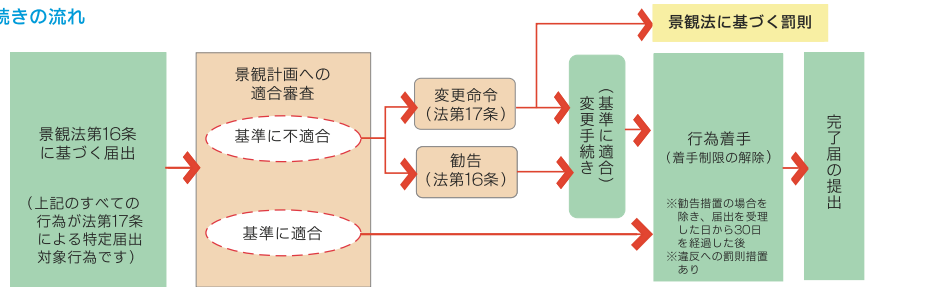 続きの流れ
景観法第16条
に基づく届出
（上記のすべての
行為が法第17条
による特定届出
対象行為です）
景観計画への
適合審査
基準に不適合
基準に適合
変更命令
（法第17条）
勧告
（法第16条）
（基準に適合）
変更手続き
景観法に基づく罰則
行為着手
（着手制限の解除）
※勧告措置の場合を
除き、届出を受理
した日から30日
を経過した後
※違反への罰則措置
あり
完了届の提出